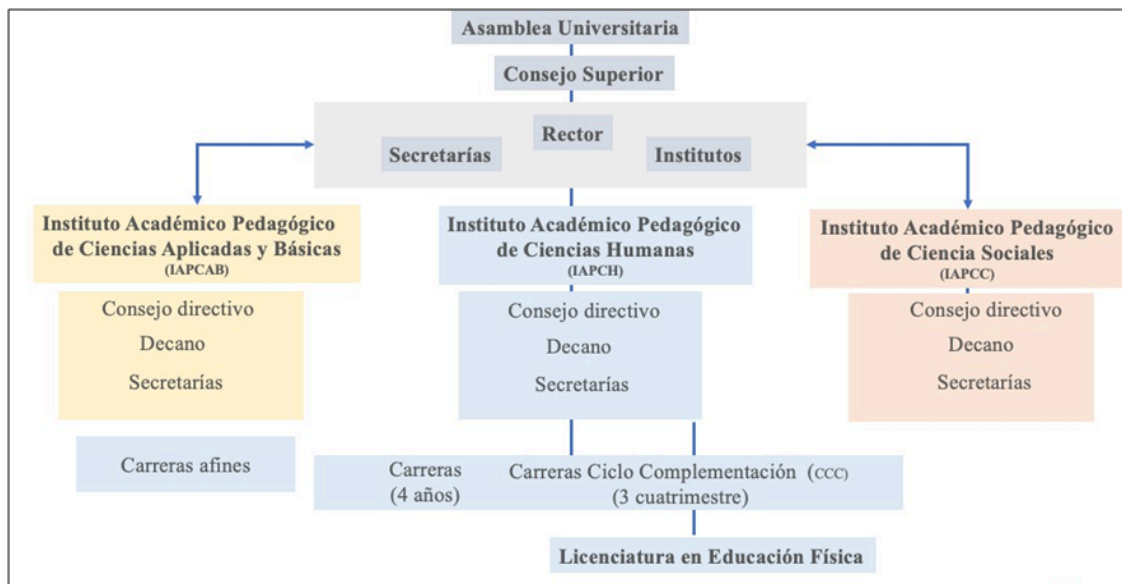 Asamblea Universitaria
Consejo Superior
Rector
Secretarías
Institutos
Instituto Académico Pedagógico
de Ciencias Aplicadas y Básicas
(IAPCAB)
Consejo directivo
Decano
Secretarías
Carreras afines
Instituto Académico Pedagógico
de Ciencias Humanas
(IAPCH)
Consejo directivo
Decano
Secretarías
Instituto Académico Pedagógico
de Ciencia Sociales
(IAPCC)
Consejo directivo
Decano
Secretarías
Carreras
(4 años)
Carreras Ciclo Complementación (CCC)
(3 cuatrimestre)
Licenciatura en Educación Física